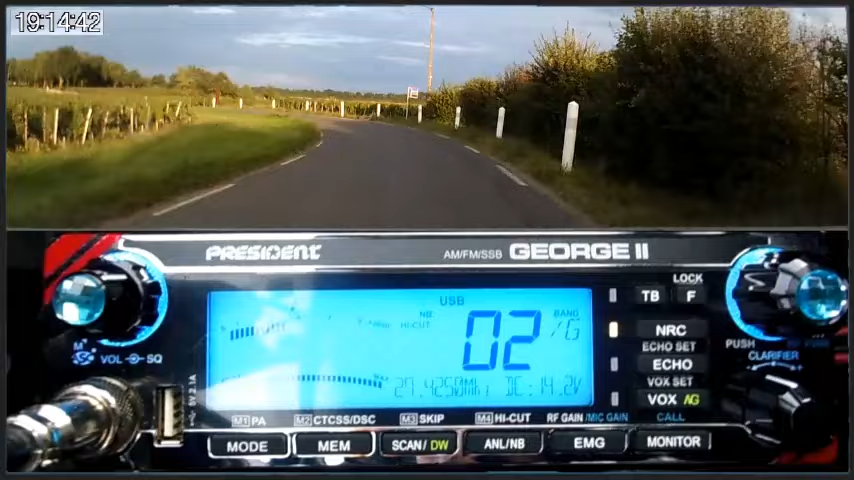 19:14:42
PRESIDENT AM/FM/SSB GEORGE II
LOCK
TB F
USB
NB
HI-CUT
BAND
02 /G
27.4250MHz DC:14.2V
NRC
ECHO SET
ECHO
VOX SET
VOX
CALL
PUSH
CLARIFIER
M
SC
VOL SQ
5V 2.1A
M1 PA M2 CTCSS/DSC M3 SKIP M4 HI-CUT RF GAIN/MIC GAIN
MODE MEM SCAN/DW ANL/NB EMG MONITOR